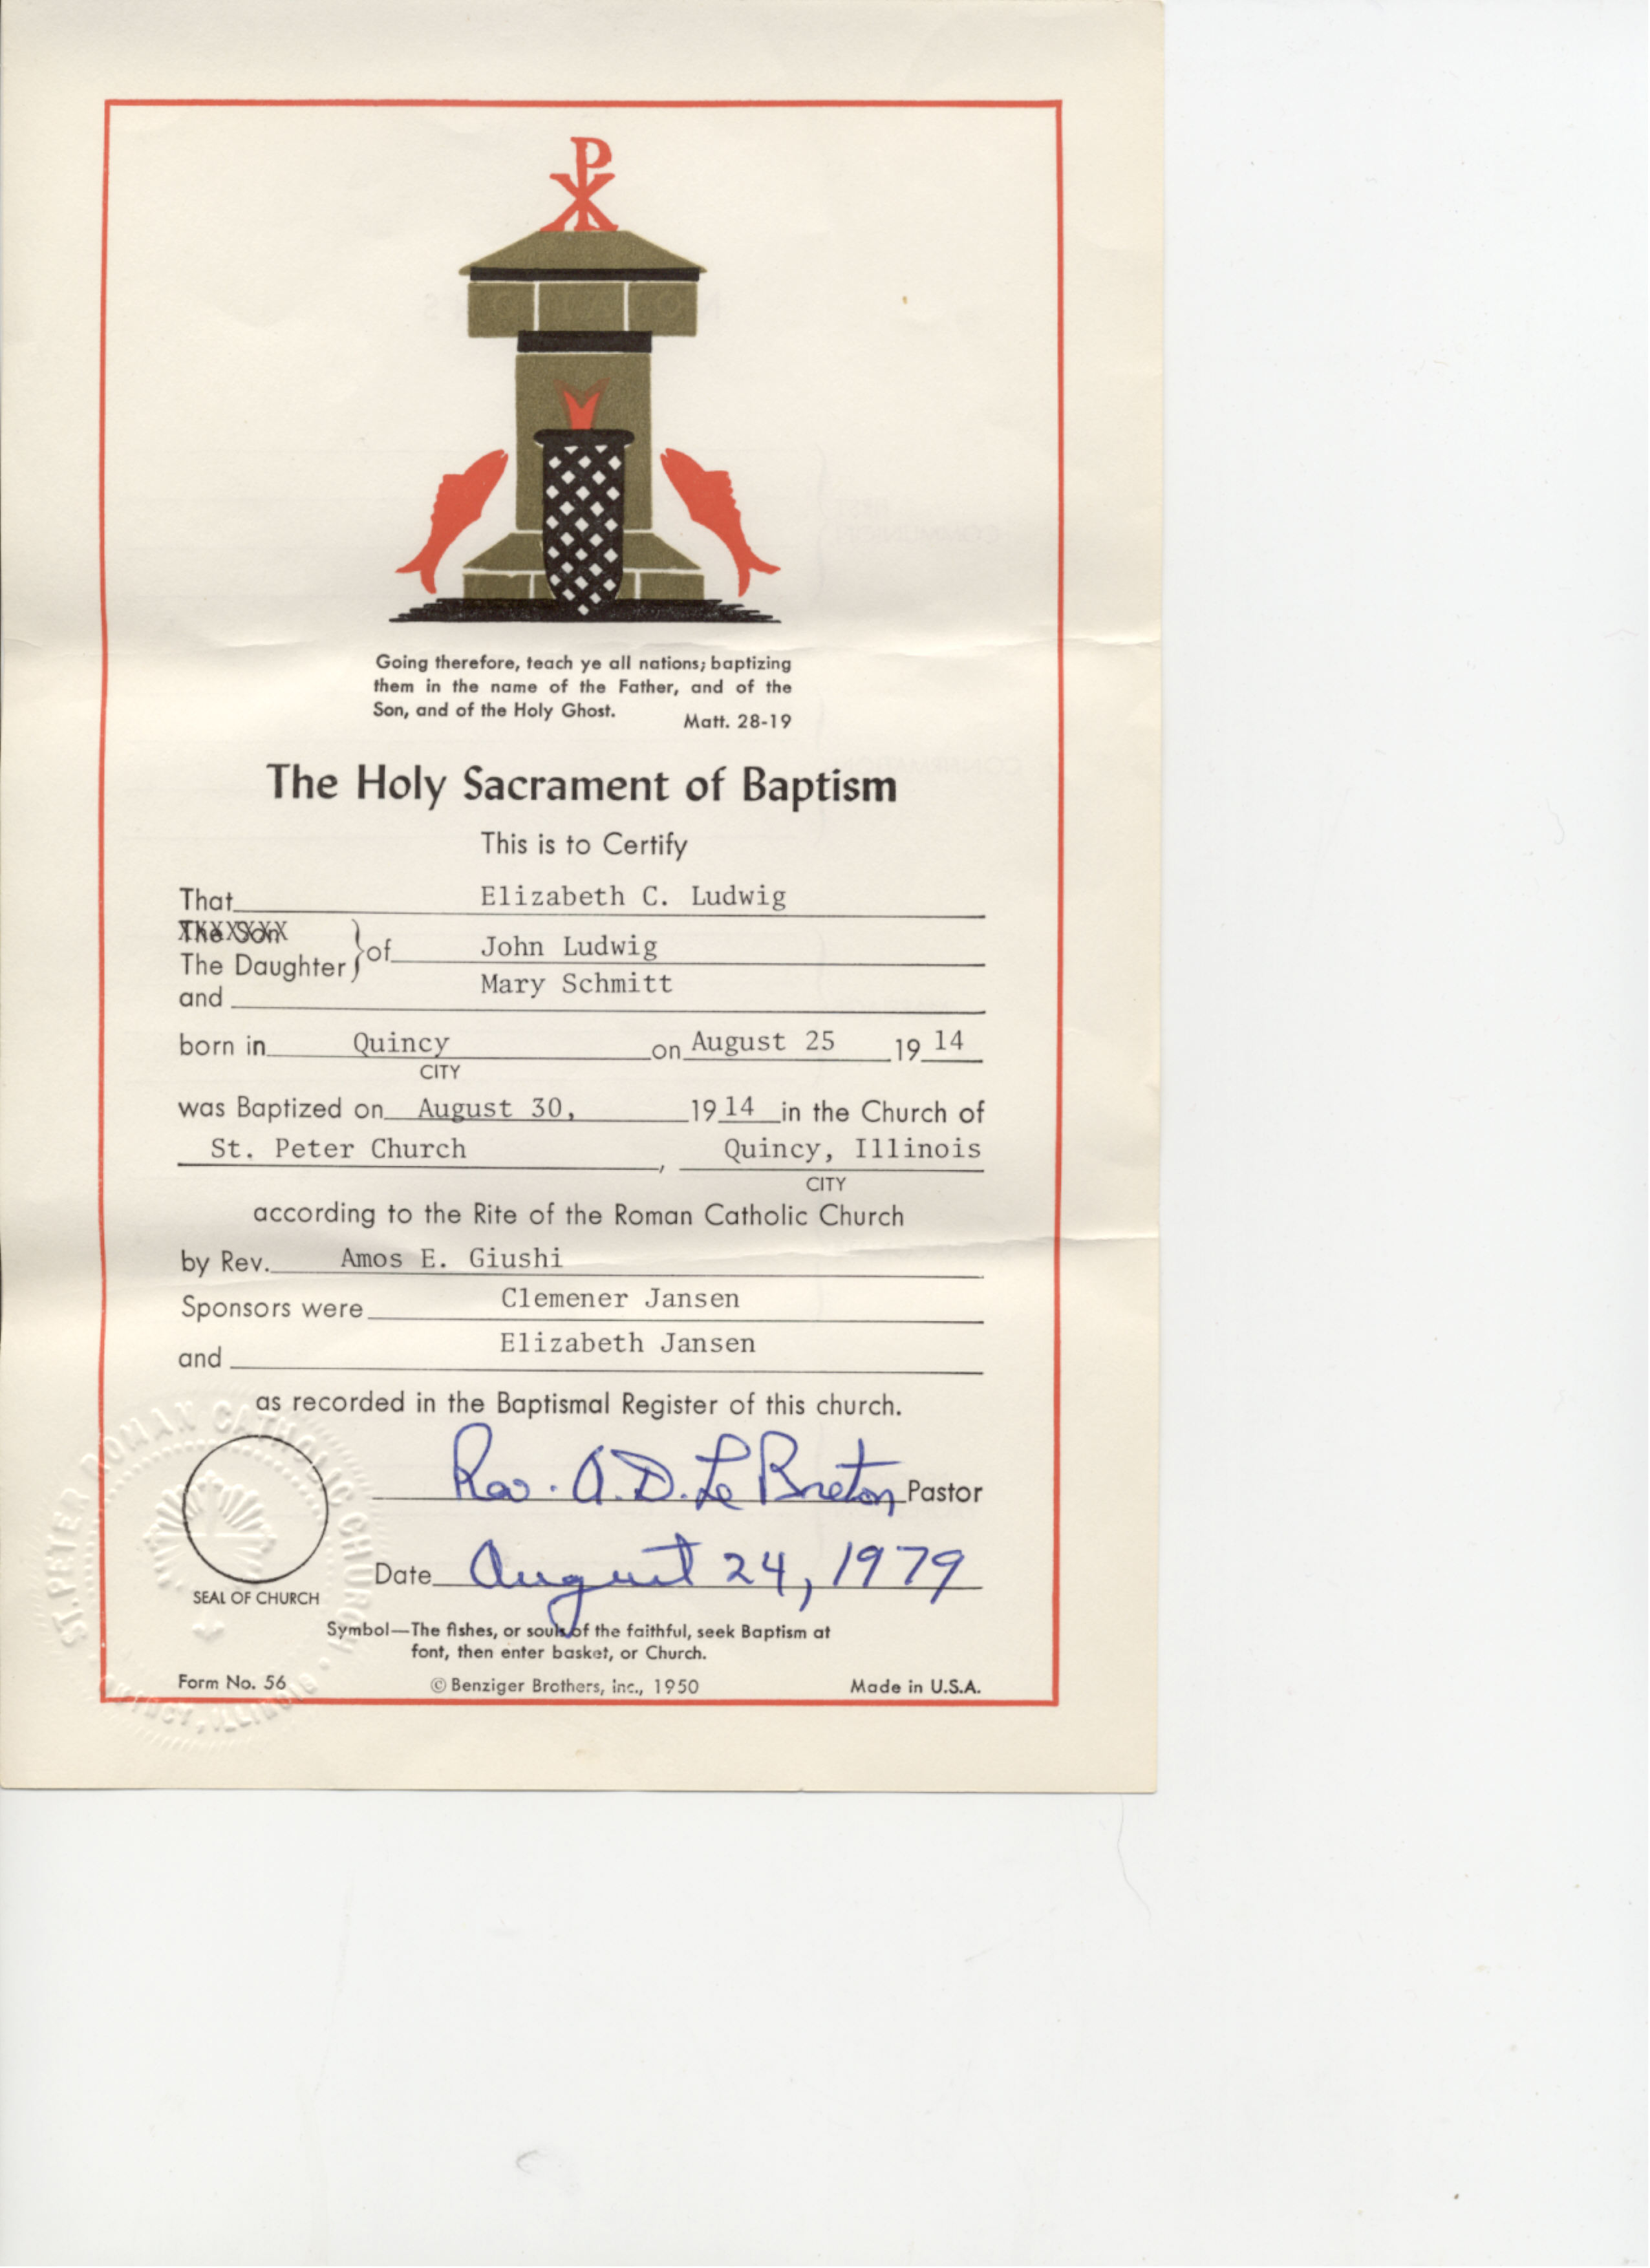 Going therefore, teach ye all nations; baptizing
them in the name of the Father, and of the
Son, and of the Holy Ghost. Matt. 28-19
The Holy Sacrament of Baptism
This is to Certify
That Elizabeth C. Ludwig
The Son
The Daughter } of John Ludwig
and Mary Schmitt
born in Quincy on August 25 19 14
CITY
was Baptized on August 30, 19 14 in the Church of
St. Peter Church , Quincy, Illinois
CITY
according to the Rite of the Roman Catholic Church
by Rev. Amos E. Giushi
Sponsors were Clemener Jansen
and Elizabeth Jansen
as recorded in the Baptismal Register of this church.
Rev. A.D. Le Breton Pastor
Date August 24, 1979
SEAL OF CHURCH
ST. PETER ROMAN CATHOLIC CHURCH
QUINCY, ILLINOIS
Symbol—The fishes, or souls of the faithful, seek Baptism at
font, then enter basket, or Church.
Form No. 56 © Benziger Brothers, inc., 1950 Made in U.S.A.